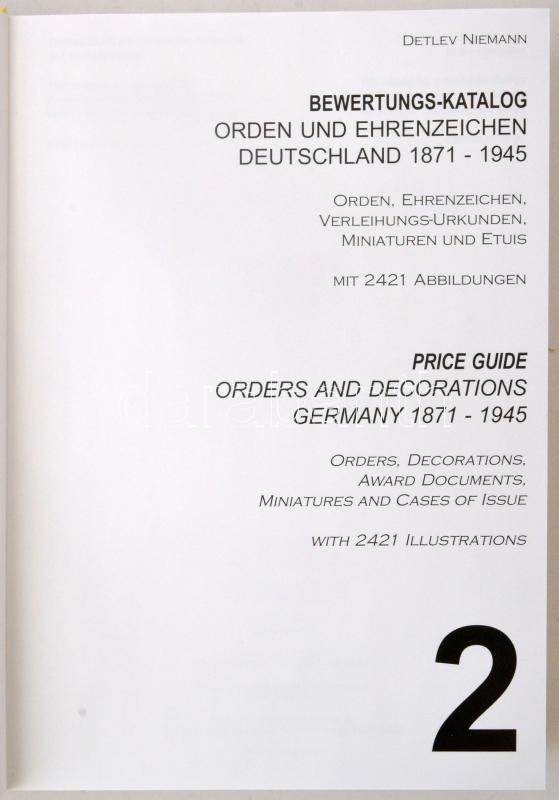 DETLEV NIEMANN
BEWERTUNGS-KATALOG
ORDEN UND EHRENZEICHEN
DEUTSCHLAND 1871 - 1945
ORDEN, EHRENZEICHEN,
VERLEIHUNGS-URKUNDEN,
MINIATUREN UND ETUIS
MIT 2421 ABBILDUNGEN
PRICE GUIDE
ORDERS AND DECORATIONS
GERMANY 1871 - 1945
ORDERS, DECORATIONS,
AWARD DOCUMENTS,
MINIATURES AND CASES OF ISSUE
WITH 2421 ILLUSTRATIONS
2